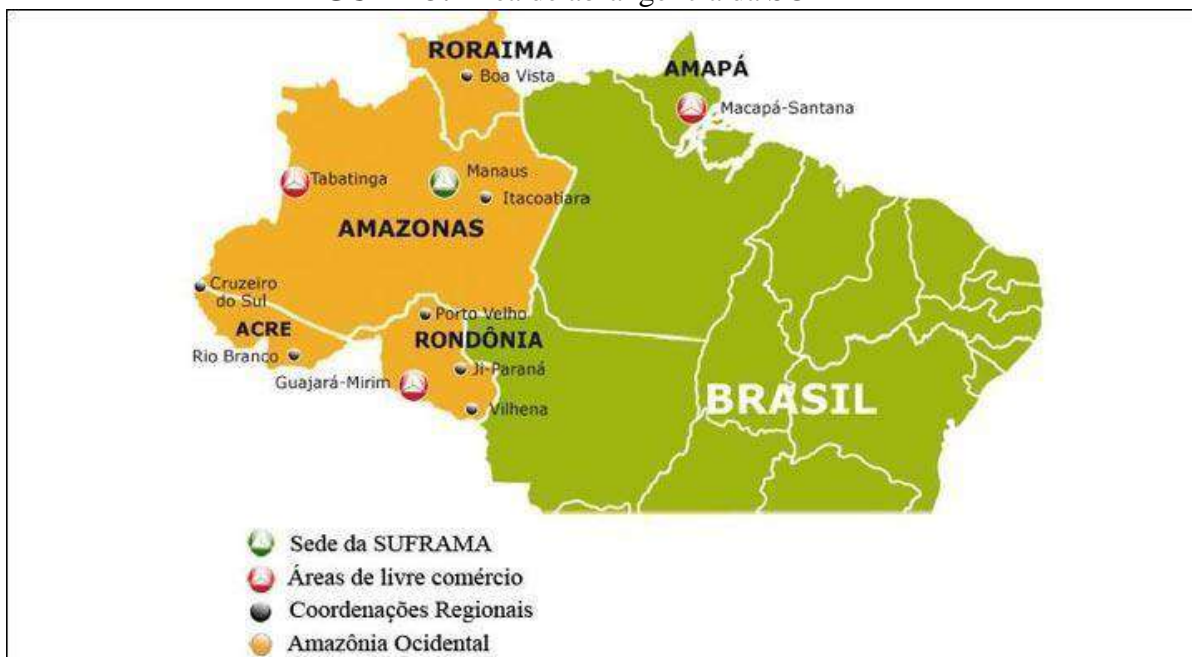 RORAIMA
Boa Vista
AMAPÁ
Macapá-Santana
Tabatinga
Manaus
Itacoatiara
AMAZONAS
Cruzeiro
do Sul
Porto Velho
ACRE
RONDÔNIA
Rio Branco
Ji-Paraná
Guajará-Mirim
Vilhena
BRASIL
Sede da SUFRAMA
Áreas de livre comércio
Coordenações Regionais
Amazônia Ocidental